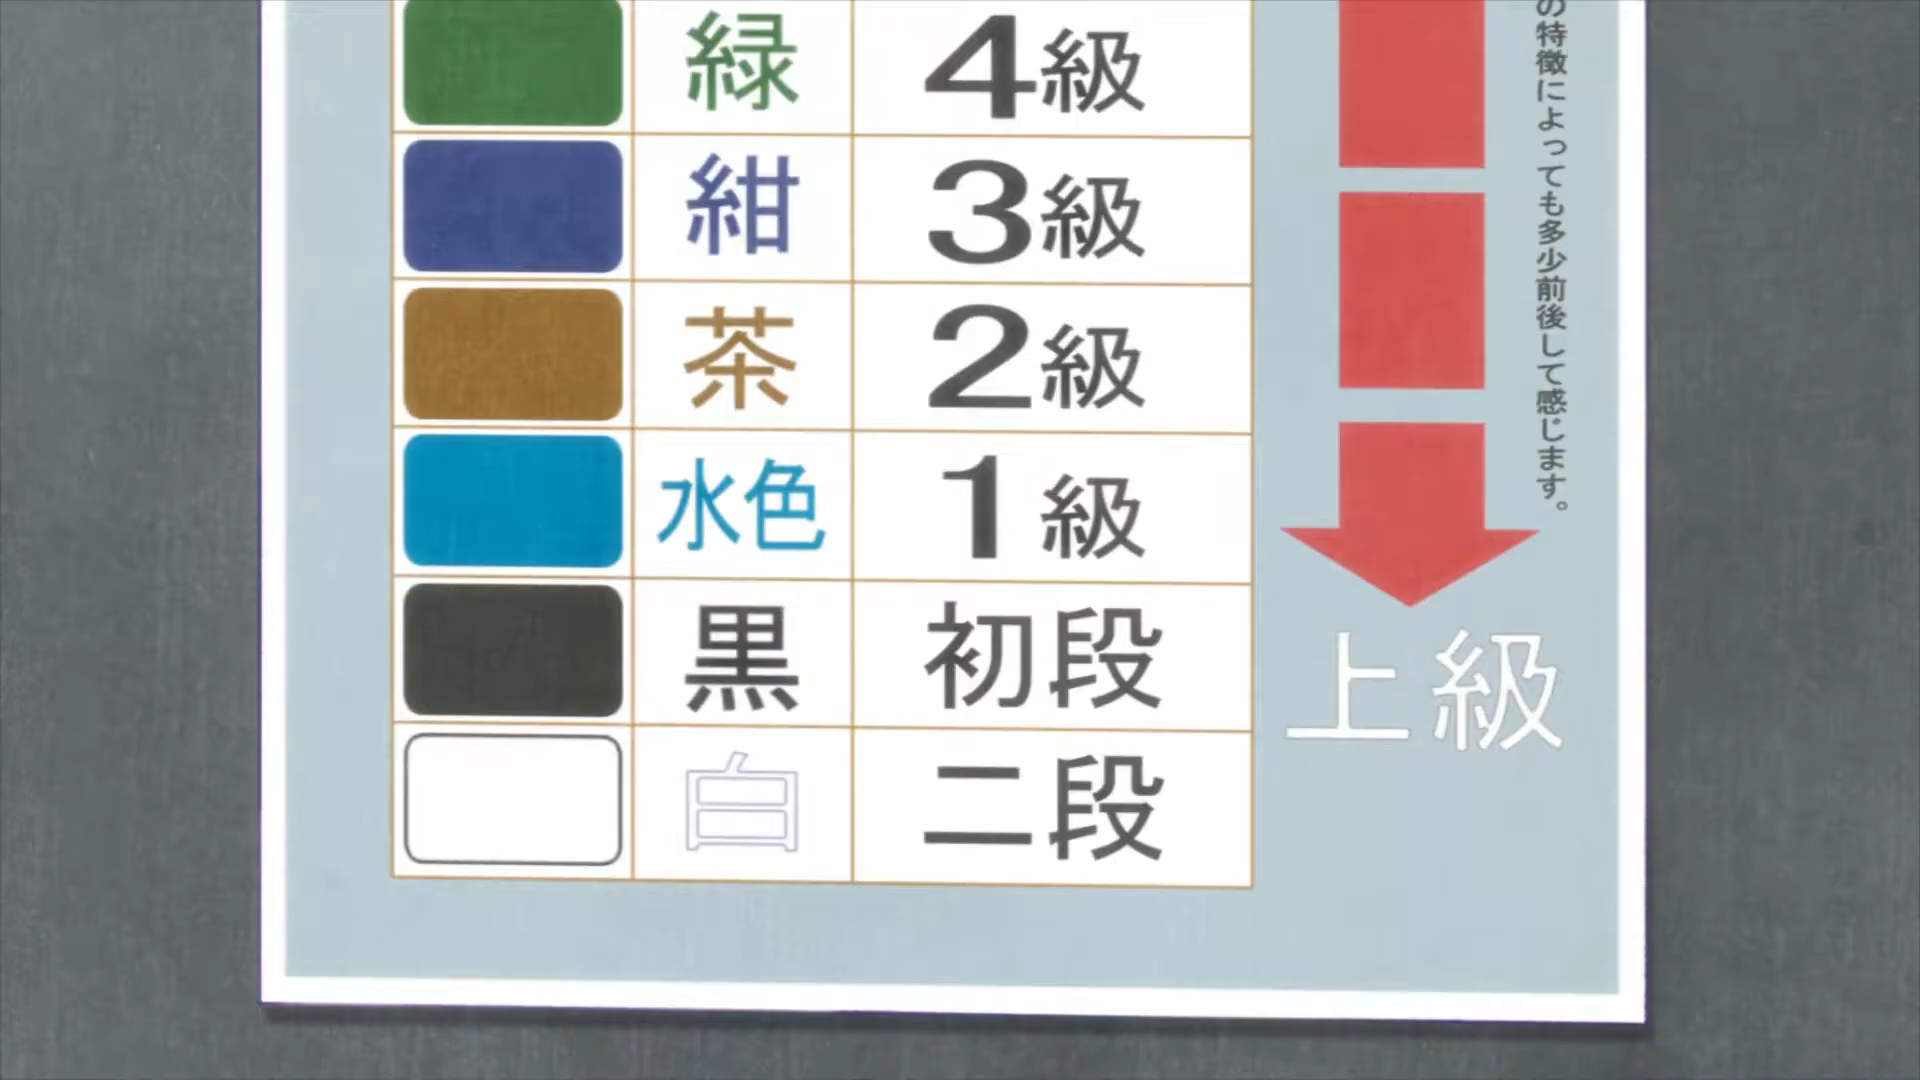 緑 4級
紺 3級
茶 2級
水色 1級
黒 初段
白 二段
上級
の特徴によっても多少前後して感じます。